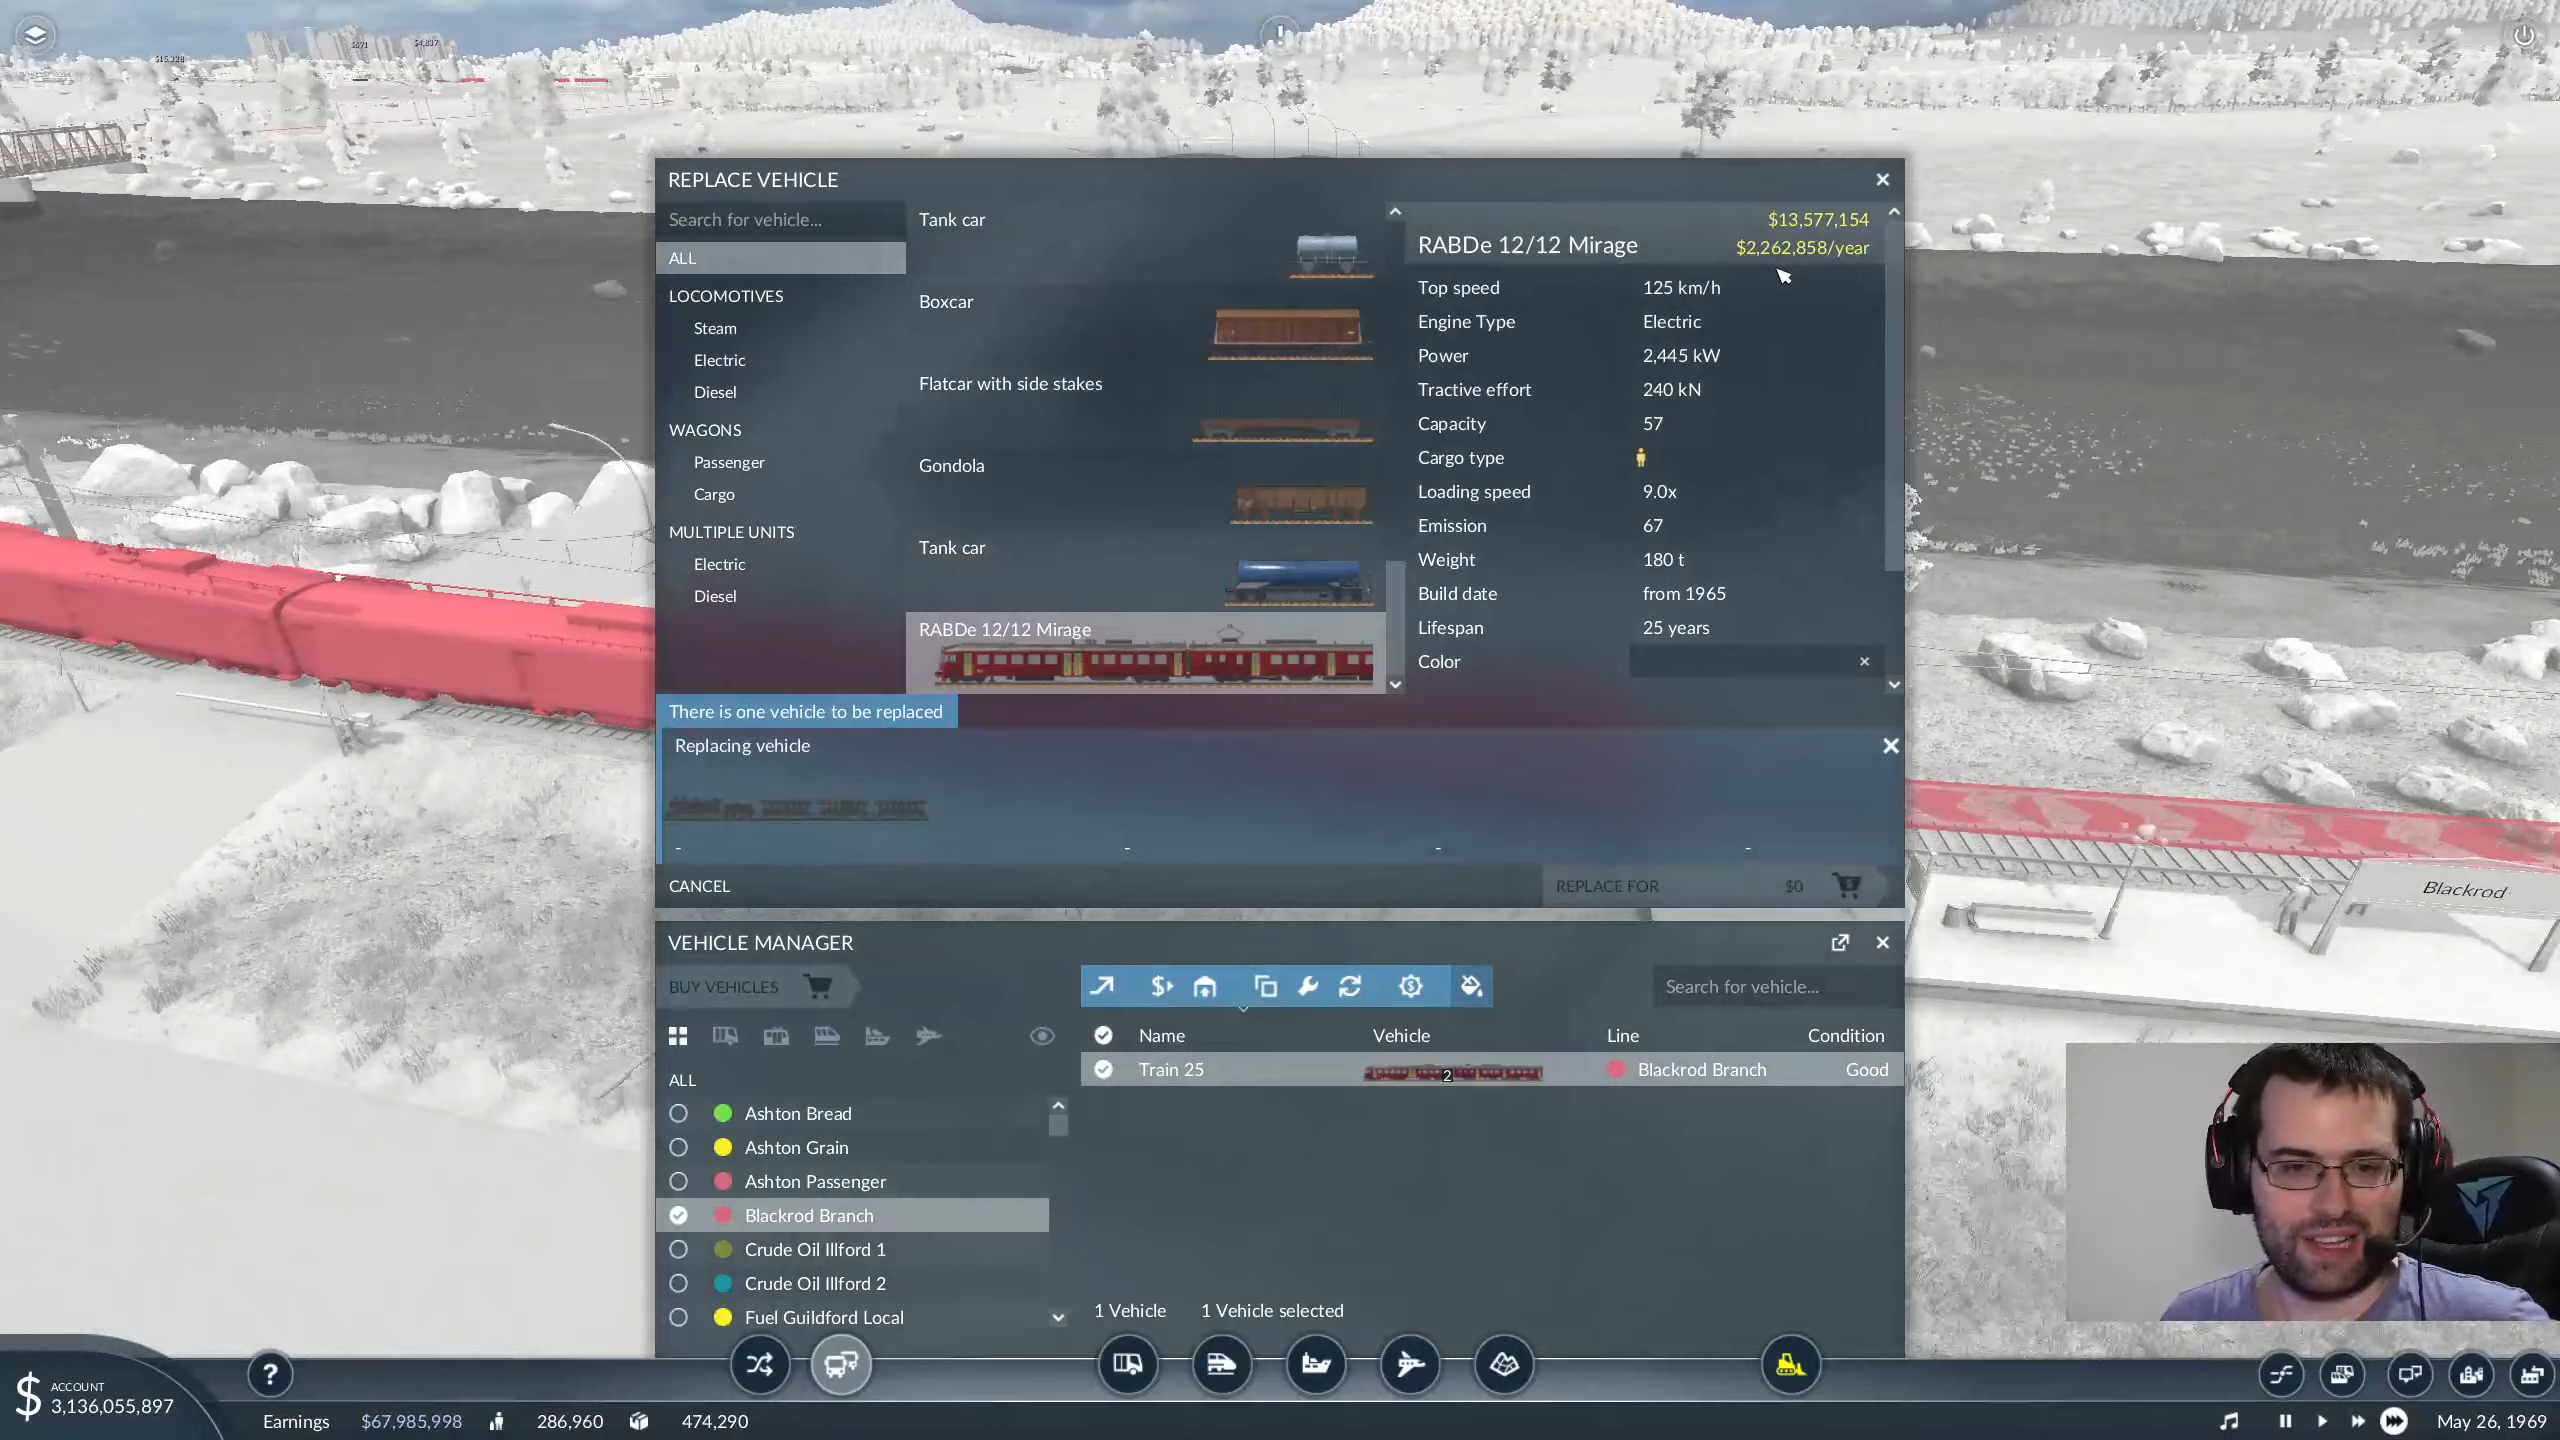 $671
$4,837
$15,328
REPLACE VEHICLE
Search for vehicle...
ALL
LOCOMOTIVES
Steam
Electric
Diesel
WAGONS
Passenger
Cargo
MULTIPLE UNITS
Electric
Diesel
Tank car
Boxcar
Flatcar with side stakes
Gondola
Tank car
RABDe 12/12 Mirage
$13,577,154
RABDe 12/12 Mirage
$2,262,858/year
Top speed 125 km/h
Engine Type Electric
Power 2,445 kW
Tractive effort 240 kN
Capacity 57
Cargo type
Loading speed 9.0x
Emission 67
Weight 180 t
Build date from 1965
Lifespan 25 years
Color
There is one vehicle to be replaced
Replacing vehicle
- - - -
CANCEL
REPLACE FOR $0
Blackrod
VEHICLE MANAGER
BUY VEHICLES
Search for vehicle...
Name Vehicle Line Condition
Train 25 2 Blackrod Branch Good
ALL
Ashton Bread
Ashton Grain
Ashton Passenger
Blackrod Branch
Crude Oil Illford 1
Crude Oil Illford 2
Fuel Guildford Local
1 Vehicle 1 Vehicle selected
$ ACCOUNT
3,136,055,897
?
Earnings $67,985,998 286,960 474,290
May 26, 1969